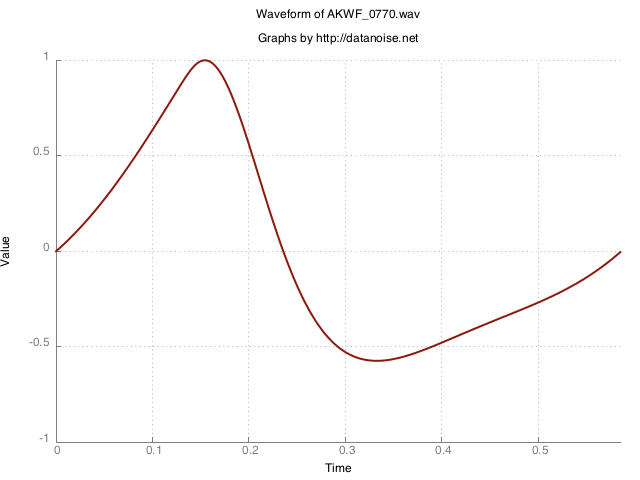 Waveform of AKWF_0770.wav
Graphs by http://datanoise.net
1
0.5
0
-0.5
-1
Value
0 0.1 0.2 0.3 0.4 0.5
Time